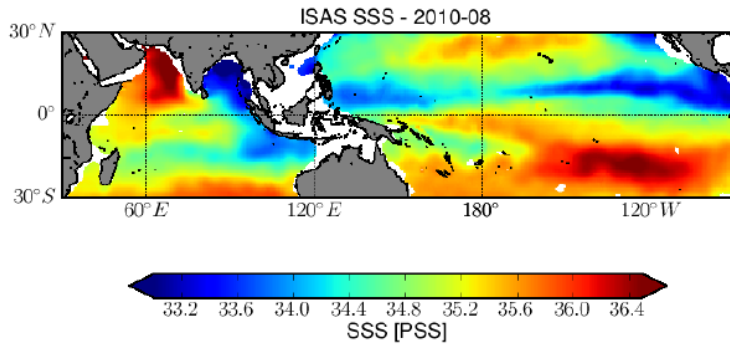 ISAS SSS - 2010-08
30°N
0°
30°S
60°E 120°E 180° 120°W
33.2 33.6 34.0 34.4 34.8 35.2 35.6 36.0 36.4
SSS [PSS]